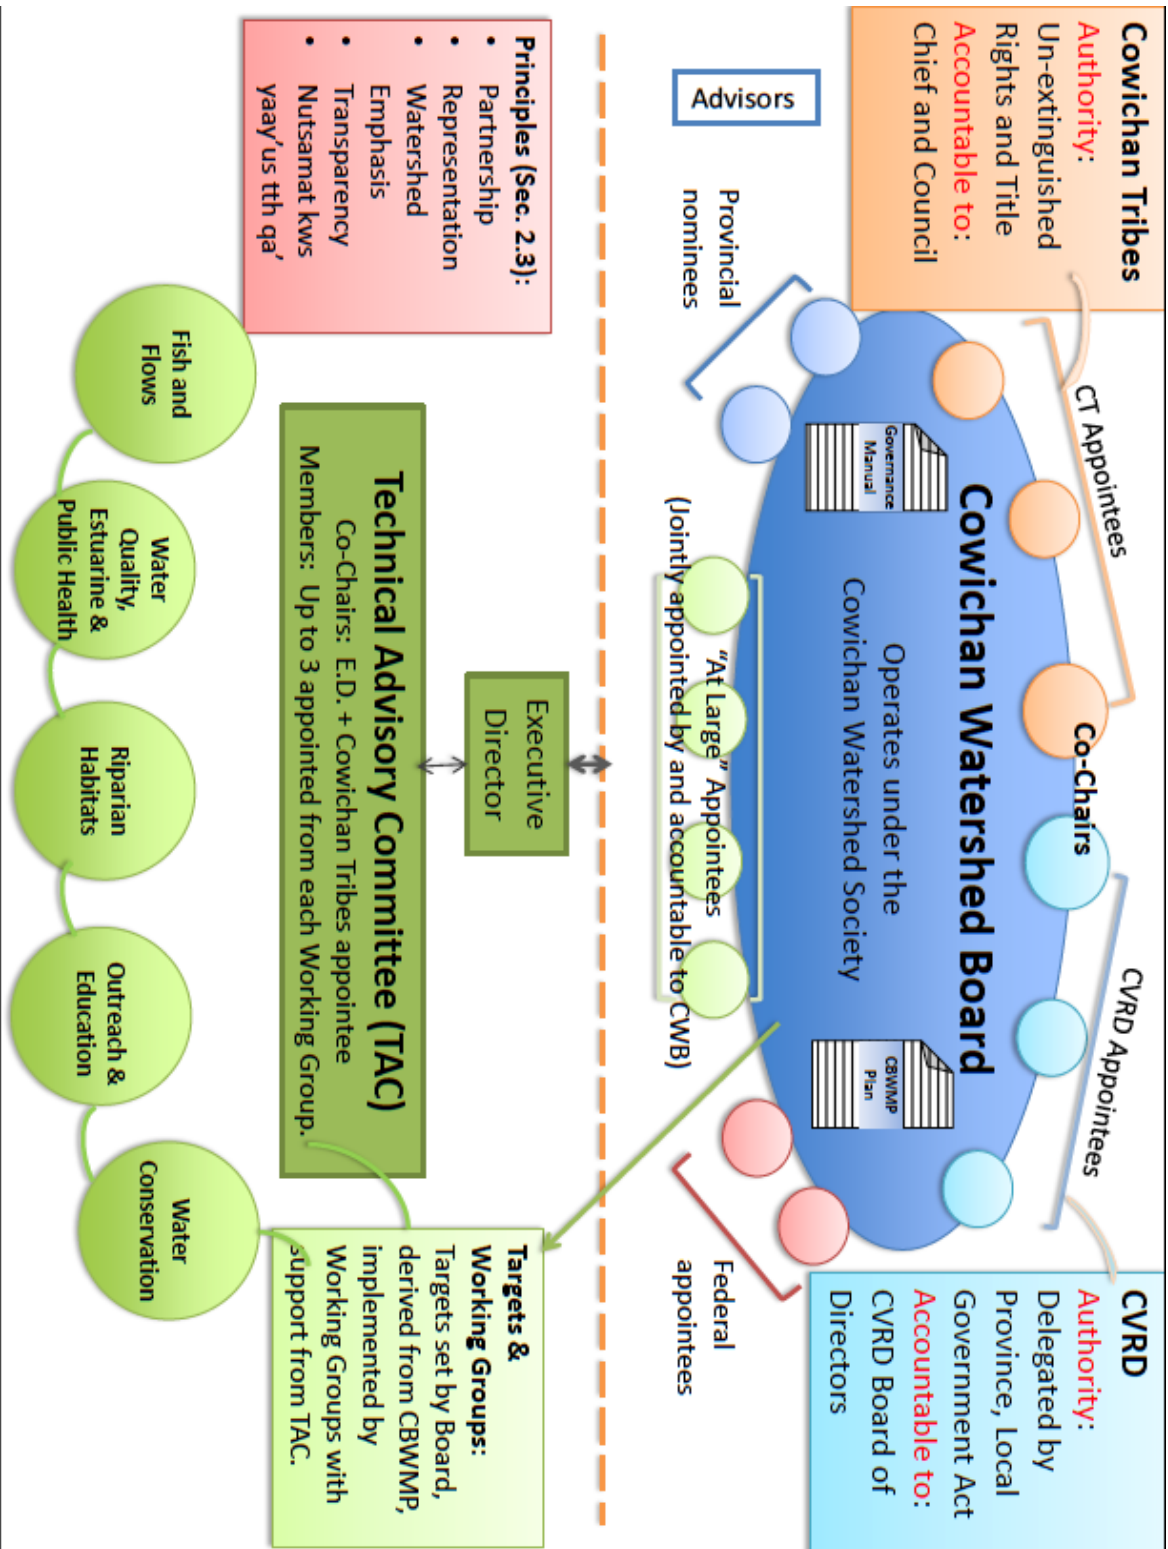 Cowichan Tribes
Authority:
Un-extinguished
Rights and Title
Accountable to:
Chief and Council
CT Appointees
Co-Chairs
CVRD Appointees
CVRD
Authority:
Delegated by
Province, Local
Government Act
Accountable to:
CVRD Board of
Directors
Cowichan Watershed Board
Operates under the
Cowichan Watershed Society
Governance
Manual
CBWMP
Plan
Advisors
Provincial
nominees
“At Large” Appointees
(Jointly appointed by and accountable to CWB)
Federal
appointees
Principles (Sec. 2.3):
• Partnership
• Representation
• Watershed
Emphasis
• Transparency
• Nutsamat kws
yaay’us tth qa’
Executive
Director
Technical Advisory Committee (TAC)
Co-Chairs: E.D. + Cowichan Tribes appointee
Members: Up to 3 appointed from each Working Group.
Targets &
Working Groups:
Targets set by Board,
derived from CBWMP,
implemented by
Working Groups with
support from TAC.
Fish and
Flows
Water
Quality,
Estuarine &
Public Health
Riparian
Habitats
Outreach &
Education
Water
Conservation